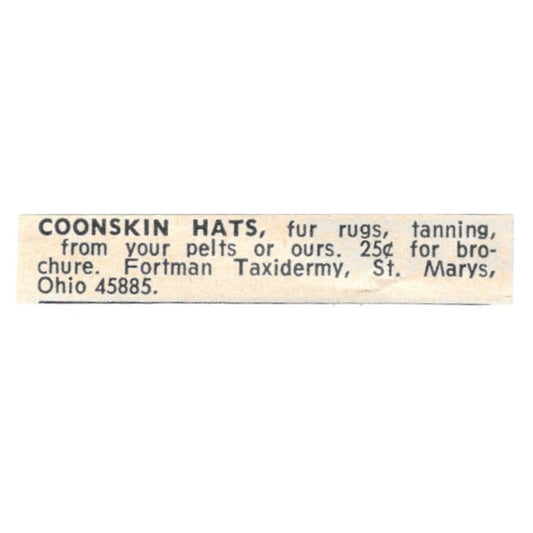 COONSKIN HATS, fur rugs, tanning,
from your pelts or ours. 25¢ for bro-
chure. Fortman Taxidermy, St. Marys,
Ohio 45885.